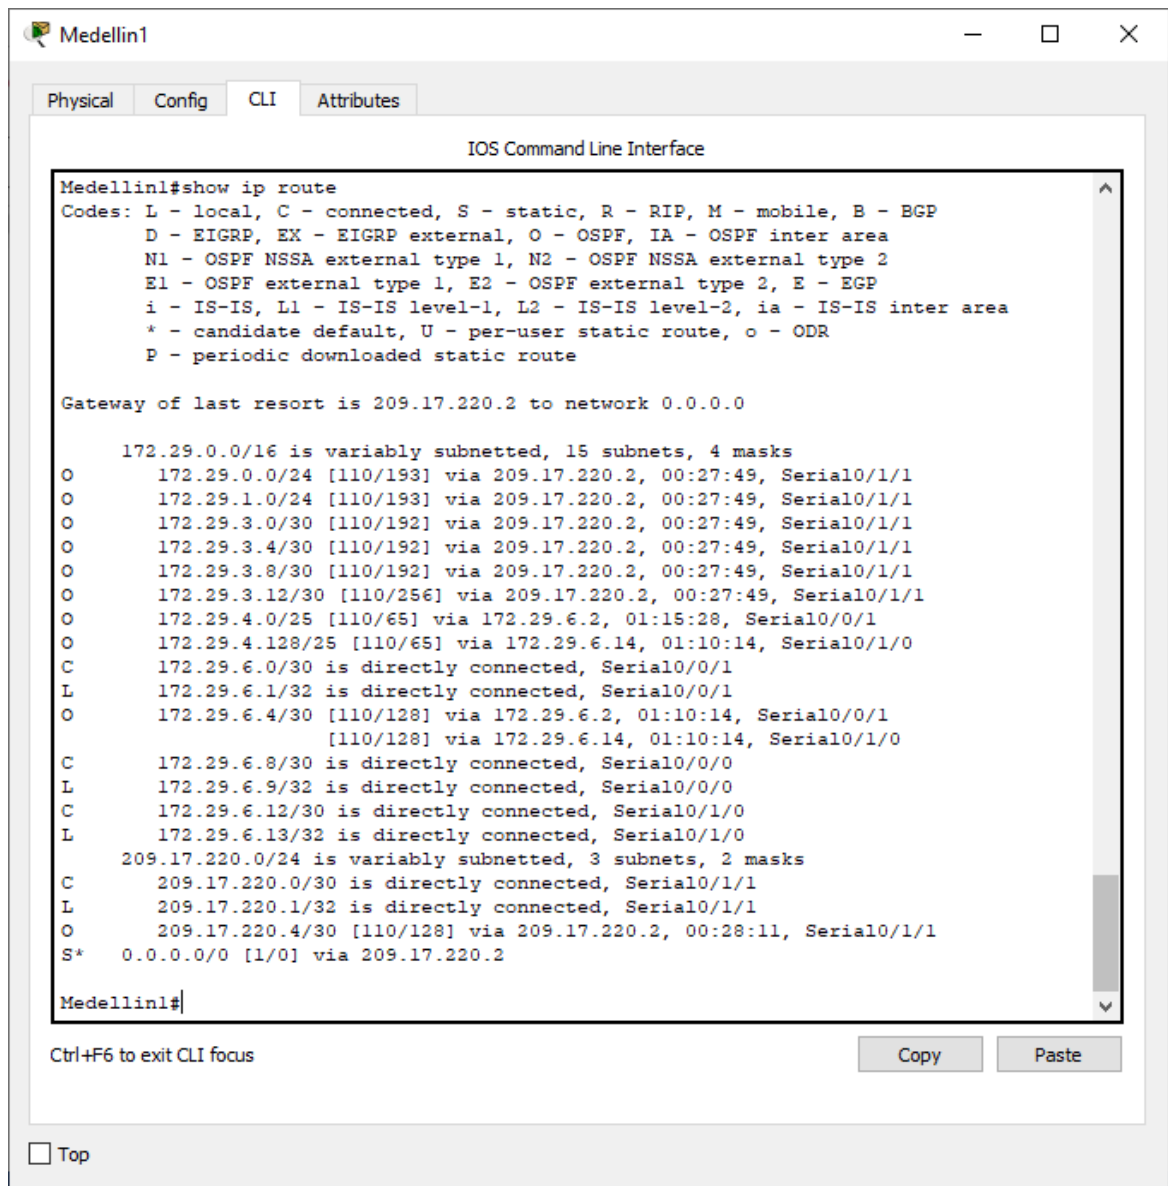 Medellin1
Physical Config CLI Attributes
IOS Command Line Interface
Medellin1#show ip route
Codes: L - local, C - connected, S - static, R - RIP, M - mobile, B - BGP
       D - EIGRP, EX - EIGRP external, O - OSPF, IA - OSPF inter area
       N1 - OSPF NSSA external type 1, N2 - OSPF NSSA external type 2
       E1 - OSPF external type 1, E2 - OSPF external type 2, E - EGP
       i - IS-IS, L1 - IS-IS level-1, L2 - IS-IS level-2, ia - IS-IS inter area
       * - candidate default, U - per-user static route, o - ODR
       P - periodic downloaded static route
Gateway of last resort is 209.17.220.2 to network 0.0.0.0
     172.29.0.0/16 is variably subnetted, 15 subnets, 4 masks
O       172.29.0.0/24 [110/193] via 209.17.220.2, 00:27:49, Serial0/1/1
O       172.29.1.0/24 [110/193] via 209.17.220.2, 00:27:49, Serial0/1/1
O       172.29.3.0/30 [110/192] via 209.17.220.2, 00:27:49, Serial0/1/1
O       172.29.3.4/30 [110/192] via 209.17.220.2, 00:27:49, Serial0/1/1
O       172.29.3.8/30 [110/192] via 209.17.220.2, 00:27:49, Serial0/1/1
O       172.29.3.12/30 [110/256] via 209.17.220.2, 00:27:49, Serial0/1/1
O       172.29.4.0/25 [110/65] via 172.29.6.2, 01:15:28, Serial0/0/1
O       172.29.4.128/25 [110/65] via 172.29.6.14, 01:10:14, Serial0/1/0
C       172.29.6.0/30 is directly connected, Serial0/0/1
L       172.29.6.1/32 is directly connected, Serial0/0/1
O       172.29.6.4/30 [110/128] via 172.29.6.2, 01:10:14, Serial0/0/1
                      [110/128] via 172.29.6.14, 01:10:14, Serial0/1/0
C       172.29.6.8/30 is directly connected, Serial0/0/0
L       172.29.6.9/32 is directly connected, Serial0/0/0
C       172.29.6.12/30 is directly connected, Serial0/1/0
L       172.29.6.13/32 is directly connected, Serial0/1/0
     209.17.220.0/24 is variably subnetted, 3 subnets, 2 masks
C       209.17.220.0/30 is directly connected, Serial0/1/1
L       209.17.220.1/32 is directly connected, Serial0/1/1
O       209.17.220.4/30 [110/128] via 209.17.220.2, 00:28:11, Serial0/1/1
S*   0.0.0.0/0 [1/0] via 209.17.220.2
Medellin1#
Ctrl+F6 to exit CLI focus Copy Paste
Top